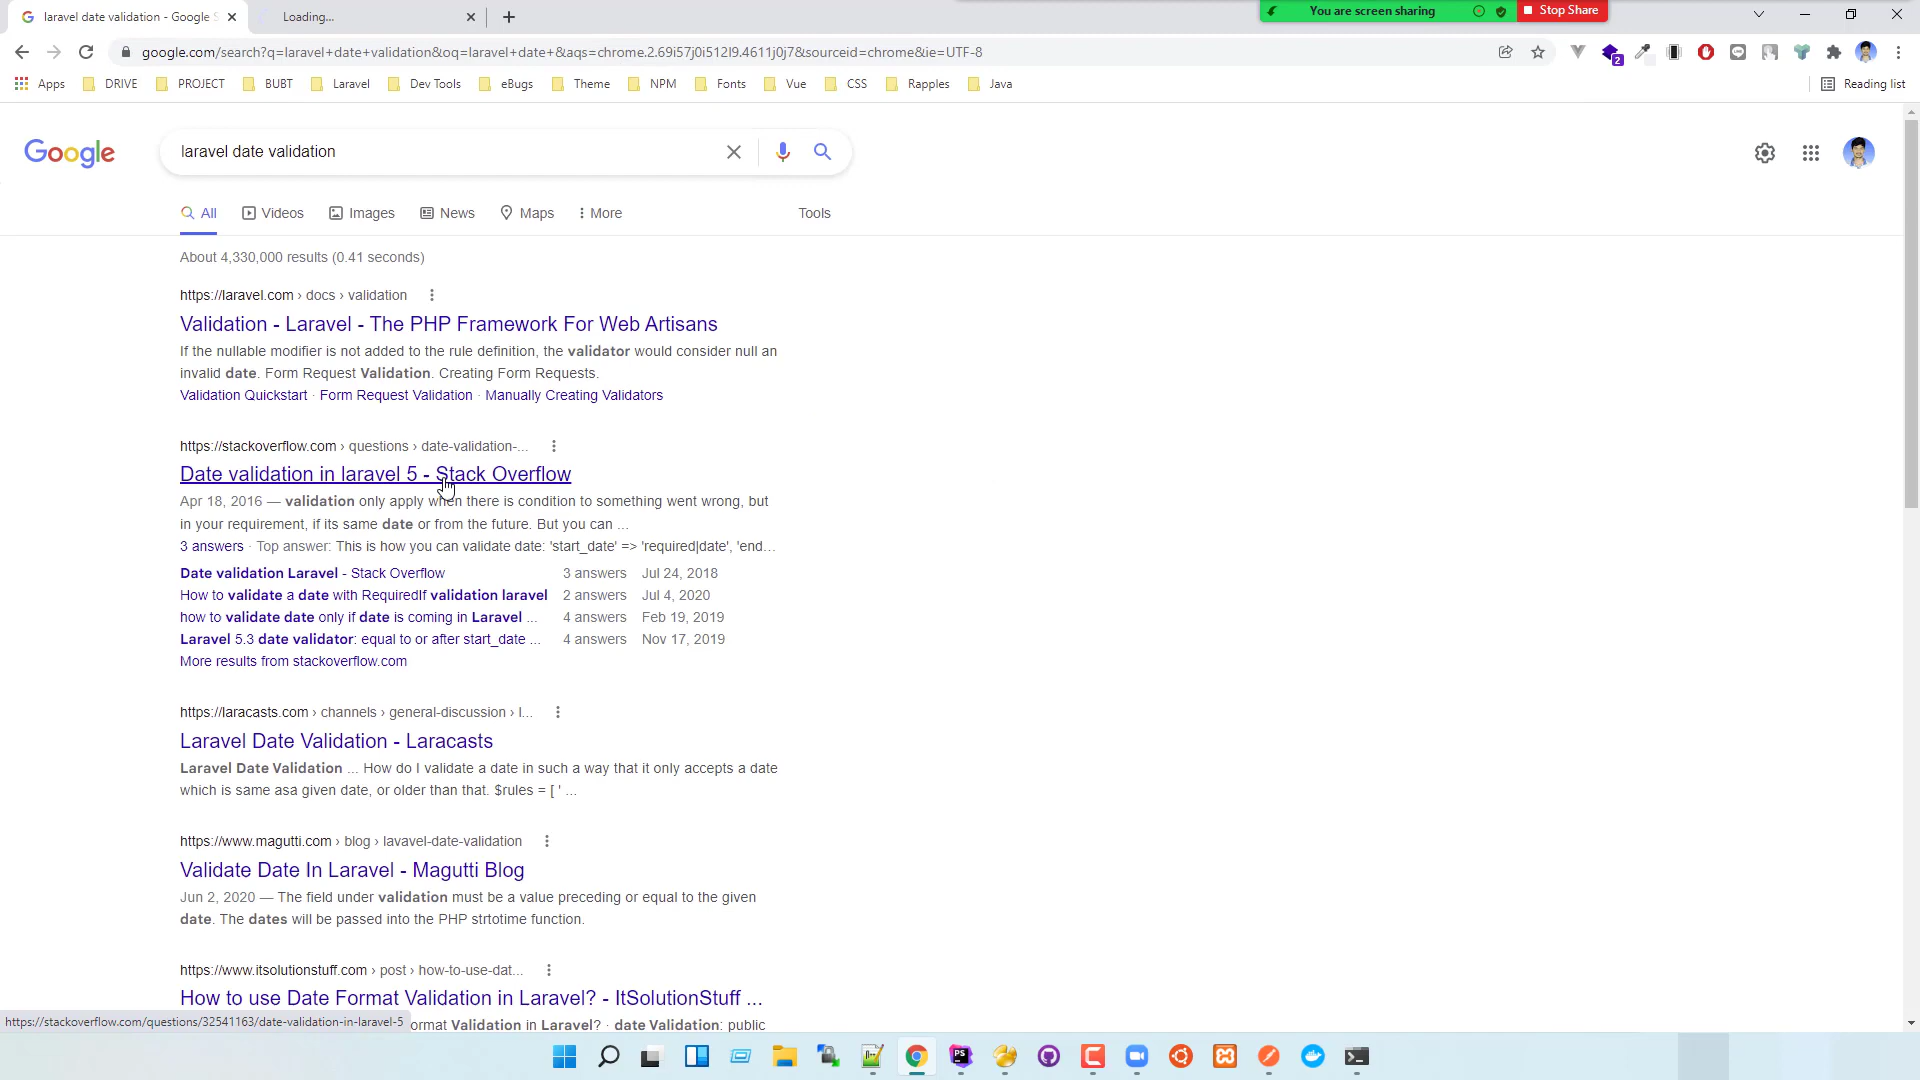 laravel date validation - Google S
Loading...
You are screen sharing
Stop Share
google.com/search?q=laravel+date+validation&oq=laravel+date+&aqs=chrome.2.69i57j0i512l9.4611j0j7&sourceid=chrome&ie=UTF-8
2
Apps
DRIVE
PROJECT
BUBT
Laravel
Dev Tools
eBugs
Theme
NPM
Fonts
Vue
CSS
Rapples
Java
Reading list
Google
laravel date validation
All
Videos
Images
News
Maps
More
Tools
About 4,330,000 results (0.41 seconds)
https://laravel.com › docs › validation
Validation - Laravel - The PHP Framework For Web Artisans
If the nullable modifier is not added to the rule definition, the validator would consider null an
invalid date. Form Request Validation. Creating Form Requests.
Validation Quickstart · Form Request Validation · Manually Creating Validators
https://stackoverflow.com › questions › date-validation-...
Date validation in laravel 5 - Stack Overflow
Apr 18, 2016 — validation only apply when there is condition to something went wrong, but
in your requirement, if its same date or from the future. But you can ...
3 answers · Top answer: This is how you can validate date: 'start_date' => 'required|date', 'end...
Date validation Laravel - Stack Overflow 3 answers Jul 24, 2018
How to validate a date with RequiredIf validation laravel 2 answers Jul 4, 2020
how to validate date only if date is coming in Laravel ... 4 answers Feb 19, 2019
Laravel 5.3 date validator: equal to or after start_date ... 4 answers Nov 17, 2019
More results from stackoverflow.com
https://laracasts.com › channels › general-discussion › l...
Laravel Date Validation - Laracasts
Laravel Date Validation ... How do I validate a date in such a way that it only accepts a date
which is same asa given date, or older than that. $rules = [ ' ...
https://www.magutti.com › blog › lavavel-date-validation
Validate Date In Laravel - Magutti Blog
Jun 2, 2020 — The field under validation must be a value preceding or equal to the given
date. The dates will be passed into the PHP strtotime function.
https://www.itsolutionstuff.com › post › how-to-use-dat...
How to use Date Format Validation in Laravel? - ItSolutionStuff ...
ormat Validation in Laravel? · date Validation: public
https://stackoverflow.com/questions/32541163/date-validation-in-laravel-5
PS